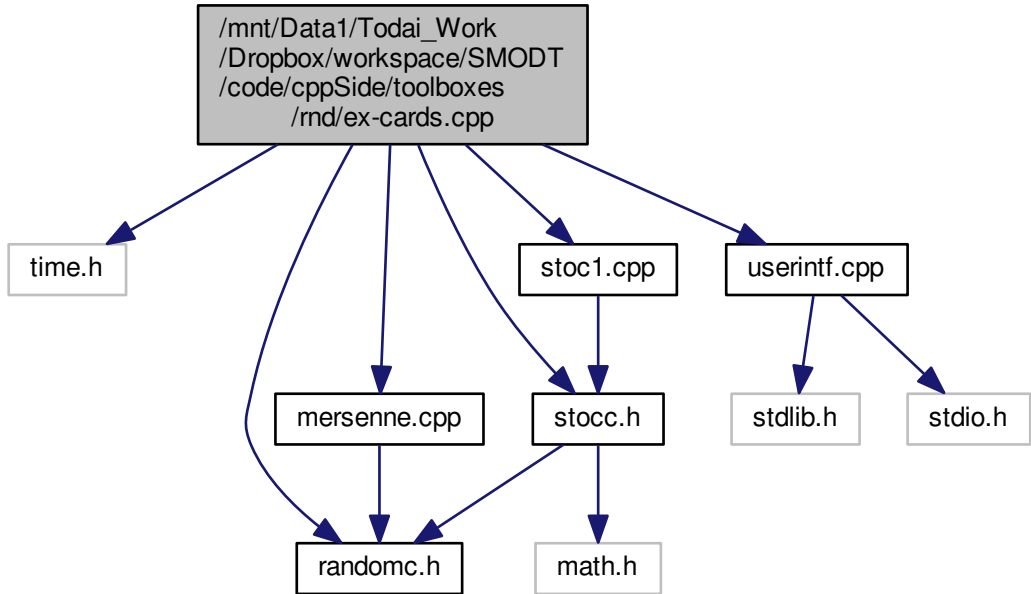 /mnt/Data1/Todai_Work
/Dropbox/workspace/SMODT
/code/cppSide/toolboxes
/rnd/ex-cards.cpp
time.h
stoc1.cpp
userintf.cpp
mersenne.cpp
stocc.h
stdlib.h
stdio.h
randomc.h
math.h